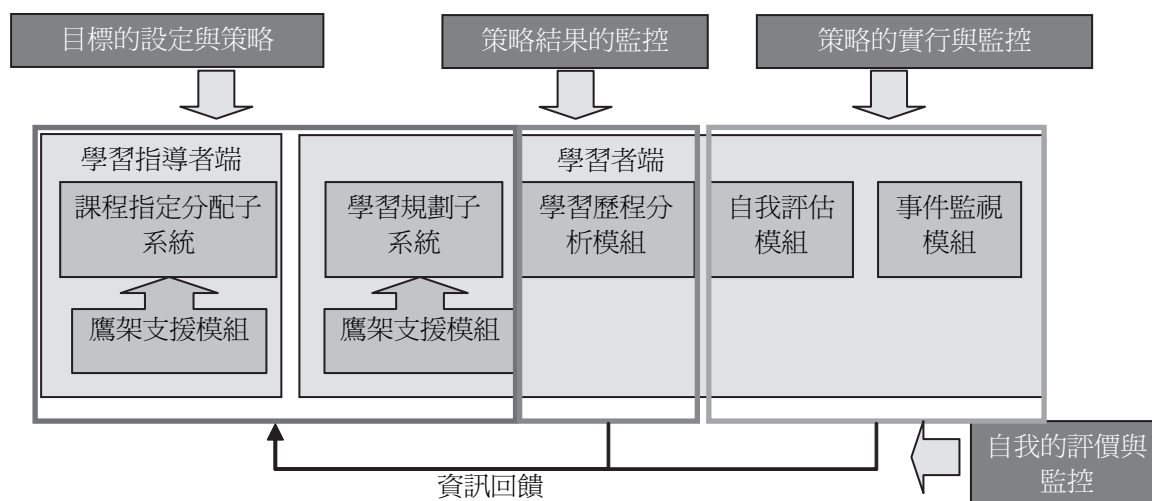 目標的設定與策略
策略結果的監控
策略的實行與監控
學習指導者端
學習者端
課程指定分配子
系統
學習規劃子
系統
學習歷程分
析模組
自我評估
模組
事件監視
模組
鷹架支援模組
鷹架支援模組
資訊回饋
自我的評價與
監控